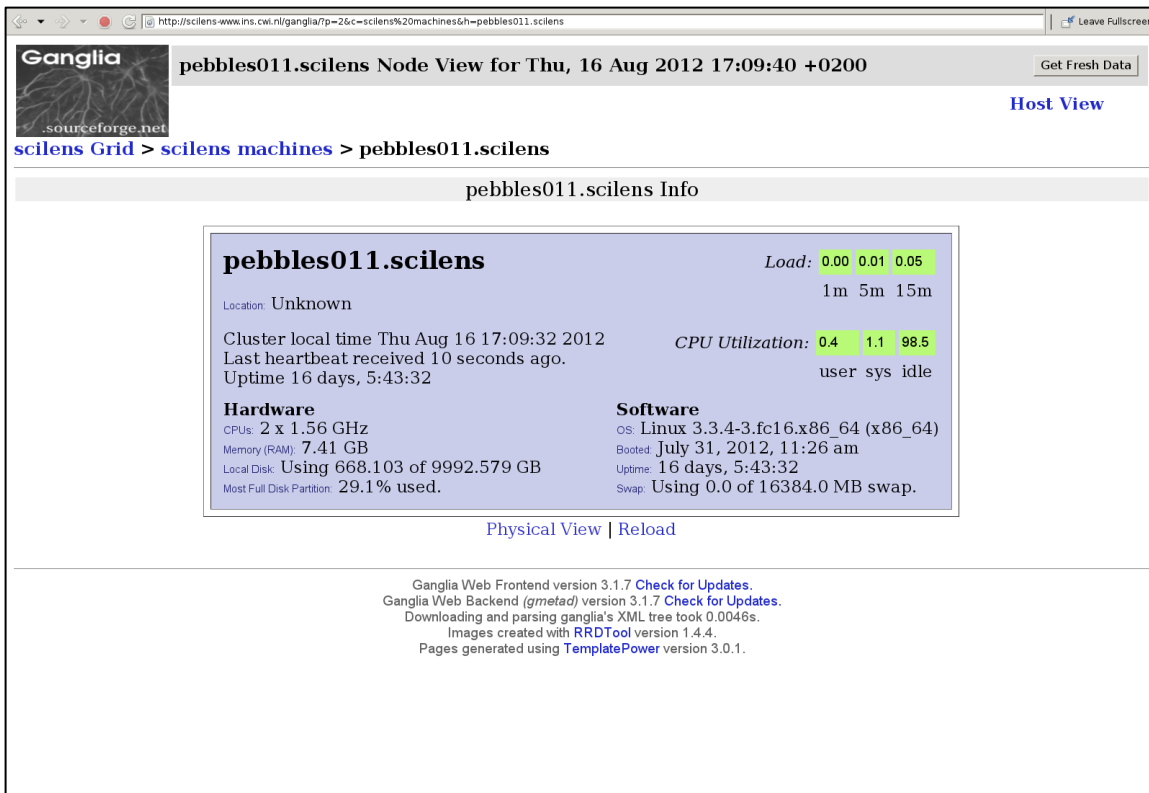 http://scilens-www.ins.cwi.nl/ganglia/?p=2&c=scilens%20machines&h=pebbles011.scilens
Leave Fullscreen
Ganglia
.sourceforge.net
pebbles011.scilens Node View for Thu, 16 Aug 2012 17:09:40 +0200
Get Fresh Data
Host View
scilens Grid > scilens machines > pebbles011.scilens
pebbles011.scilens Info
pebbles011.scilens
Load: 0.00 0.01 0.05
1m 5m 15m
Location: Unknown
Cluster local time Thu Aug 16 17:09:32 2012
Last heartbeat received 10 seconds ago.
Uptime 16 days, 5:43:32
CPU Utilization: 0.4 1.1 98.5
user sys idle
Hardware
CPUs: 2 x 1.56 GHz
Memory (RAM): 7.41 GB
Local Disk: Using 668.103 of 9992.579 GB
Most Full Disk Partition: 29.1% used.
Software
OS: Linux 3.3.4-3.fc16.x86_64 (x86_64)
Booted: July 31, 2012, 11:26 am
Uptime: 16 days, 5:43:32
Swap: Using 0.0 of 16384.0 MB swap.
Physical View | Reload
Ganglia Web Frontend version 3.1.7 Check for Updates.
Ganglia Web Backend (gmetad) version 3.1.7 Check for Updates.
Downloading and parsing ganglia's XML tree took 0.0046s.
Images created with RRDTool version 1.4.4.
Pages generated using TemplatePower version 3.0.1.